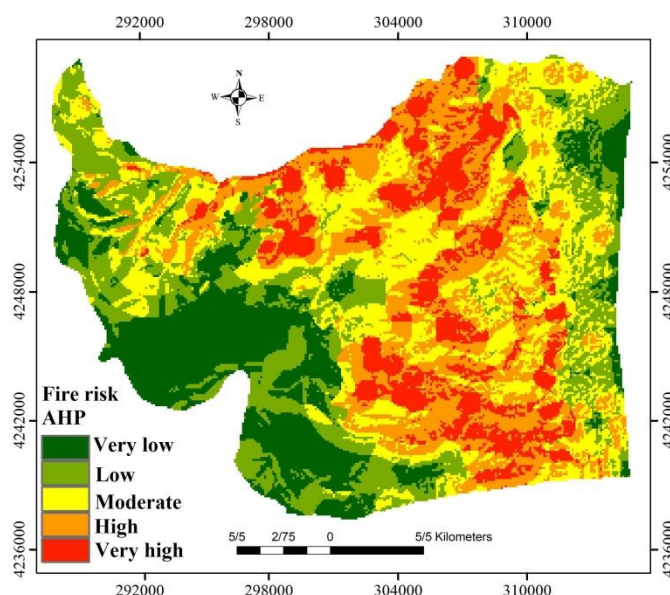 292000 298000 304000 310000
N
W E
S
4254000 4254000
4248000 4248000
4242000 4242000
4236000 4236000
Fire risk
AHP
Very low
Low
Moderate
High
Very high
5/5 2/75 0 5/5 Kilometers
292000 298000 304000 310000